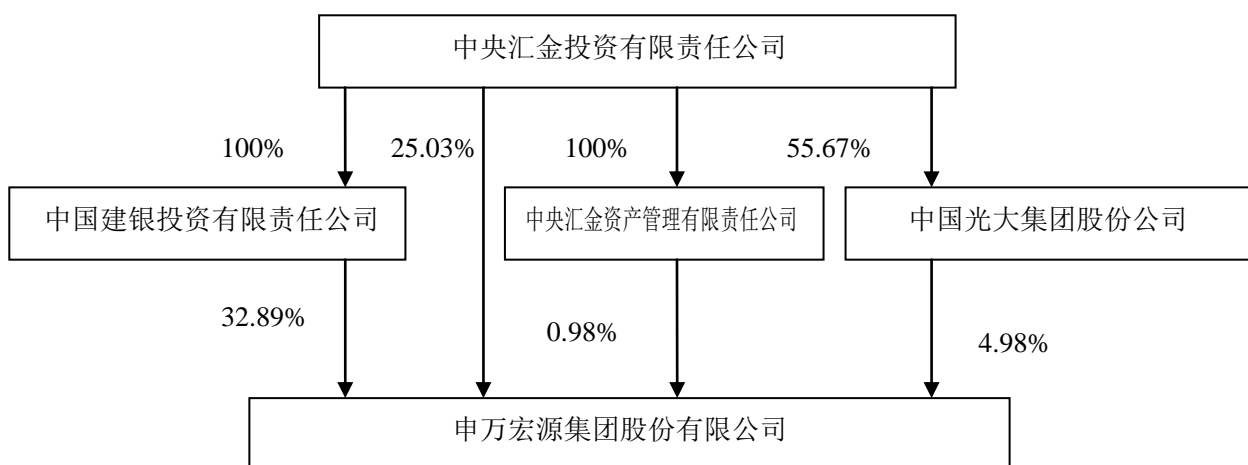 中央汇金投资有限责任公司
100%
25.03%
100%
55.67%
中国建银投资有限责任公司
中央汇金资产管理有限责任公司
中国光大集团股份公司
32.89%
0.98%
4.98%
申万宏源集团股份有限公司